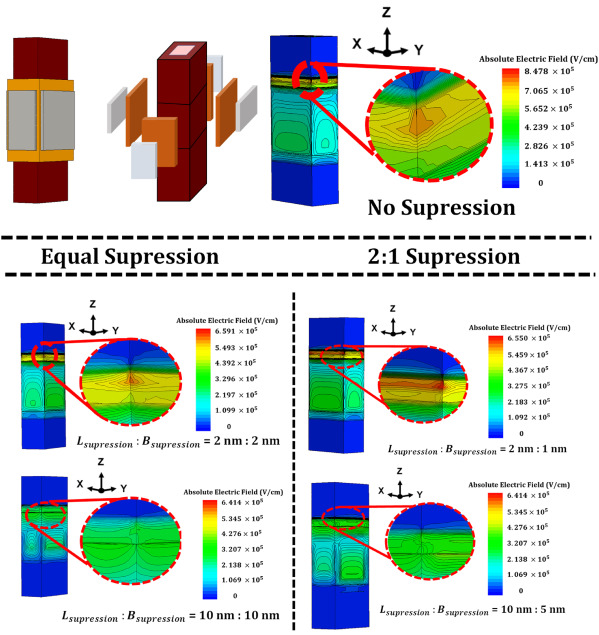 Z
X Y
Absolute Electric Field (V/cm)
8.478 × 10⁵
7.065 × 10⁵
5.652 × 10⁵
4.239 × 10⁵
2.826 × 10⁵
1.413 × 10⁵
0
No Supression
Equal Supression
2:1 Supression
Z
X Y
Absolute Electric Field (V/cm)
6.591 × 10⁵
5.493 × 10⁵
4.392 × 10⁵
3.296 × 10⁵
2.197 × 10⁵
1.099 × 10⁵
0
L_supression : B_supression = 2 nm : 2 nm
Z
X Y
Absolute Electric Field (V/cm)
6.550 × 10⁵
5.459 × 10⁵
4.367 × 10⁵
3.275 × 10⁵
2.183 × 10⁵
1.092 × 10⁵
0
L_supression : B_supression = 2 nm : 1 nm
Z
X Y
Absolute Electric Field (V/cm)
6.414 × 10⁵
5.345 × 10⁵
4.276 × 10⁵
3.207 × 10⁵
2.138 × 10⁵
1.069 × 10⁵
0
L_supression : B_supression = 10 nm : 10 nm
Z
X Y
Absolute Electric Field (V/cm)
6.414 × 10⁵
5.345 × 10⁵
4.276 × 10⁵
3.207 × 10⁵
2.138 × 10⁵
1.069 × 10⁵
0
L_supression : B_supression = 10 nm : 5 nm